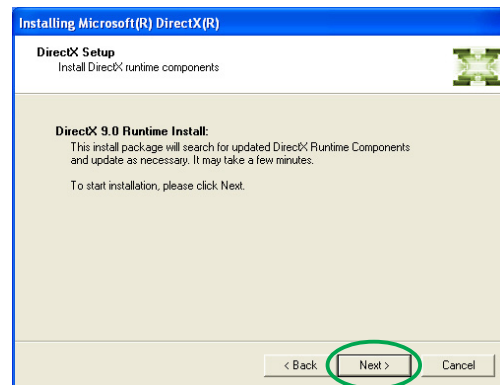 Installing Microsoft(R) DirectX(R)
DirectX Setup
Install DirectX runtime components
DirectX 9.0 Runtime Install:
This install package will search for updated DirectX Runtime Components
and update as necessary. It may take a few minutes.
To start installation, please click Next.
< Back Next > Cancel